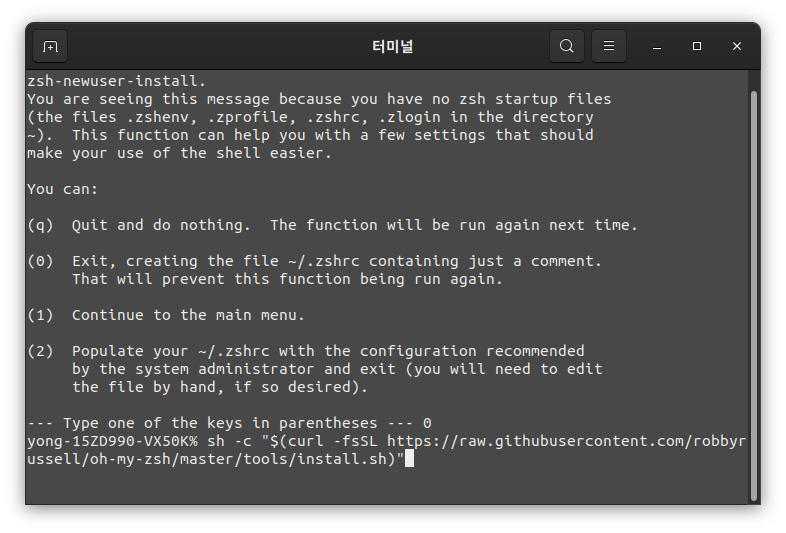 터미널
zsh-newuser-install.
You are seeing this message because you have no zsh startup files
(the files .zshenv, .zprofile, .zshrc, .zlogin in the directory
~).  This function can help you with a few settings that should
make your use of the shell easier.
You can:
(q)  Quit and do nothing.  The function will be run again next time.
(0)  Exit, creating the file ~/.zshrc containing just a comment.
     That will prevent this function being run again.
(1)  Continue to the main menu.
(2)  Populate your ~/.zshrc with the configuration recommended
     by the system administrator and exit (you will need to edit
     the file by hand, if so desired).
--- Type one of the keys in parentheses --- 0
yong-15ZD990-VX50K% sh -c "$(curl -fsSL https://raw.githubusercontent.com/robbyr
ussell/oh-my-zsh/master/tools/install.sh)"